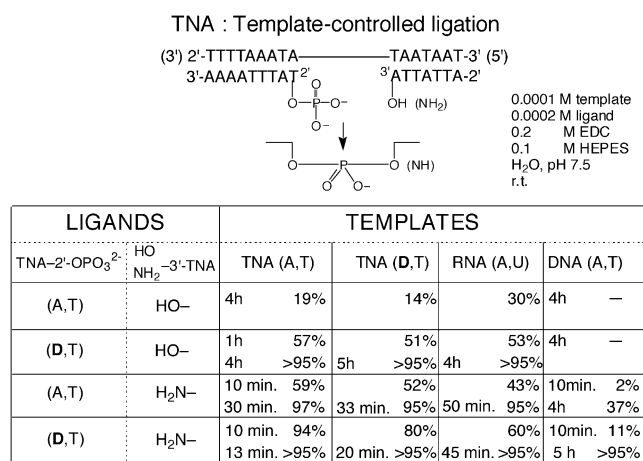 TNA : Template-controlled ligation
(3') 2'-TTTTAAATA TAATAAT-3' (5')
3'-AAAATTTAT2' 3'ATTATTA-2'
O
O–P–O– OH (NH2)
O–
0.0001 M template
0.0002 M ligand
0.2 M EDC
0.1 M HEPES
H2O, pH 7.5
r.t.
O P O (NH)
O O–
LIGANDS TEMPLATES
TNA–2'-OPO3 2- HO NH2 –3'-TNA TNA (A,T) TNA (D,T) RNA (A,U) DNA (A,T)
(A,T) HO– 4h 19% 14% 30% 4h —
(D,T) HO– 1h 57% 51% 53% 4h —
4h >95% 5h >95% 4h >95%
(A,T) H2N– 10 min. 59% 52% 43% 10min. 2%
30 min. 97% 33 min. 95% 50 min. 95% 4h 37%
(D,T) H2N– 10 min. 94% 80% 60% 10min. 11%
13 min. >95% 20 min. >95% 45 min. >95% 5 h >95%